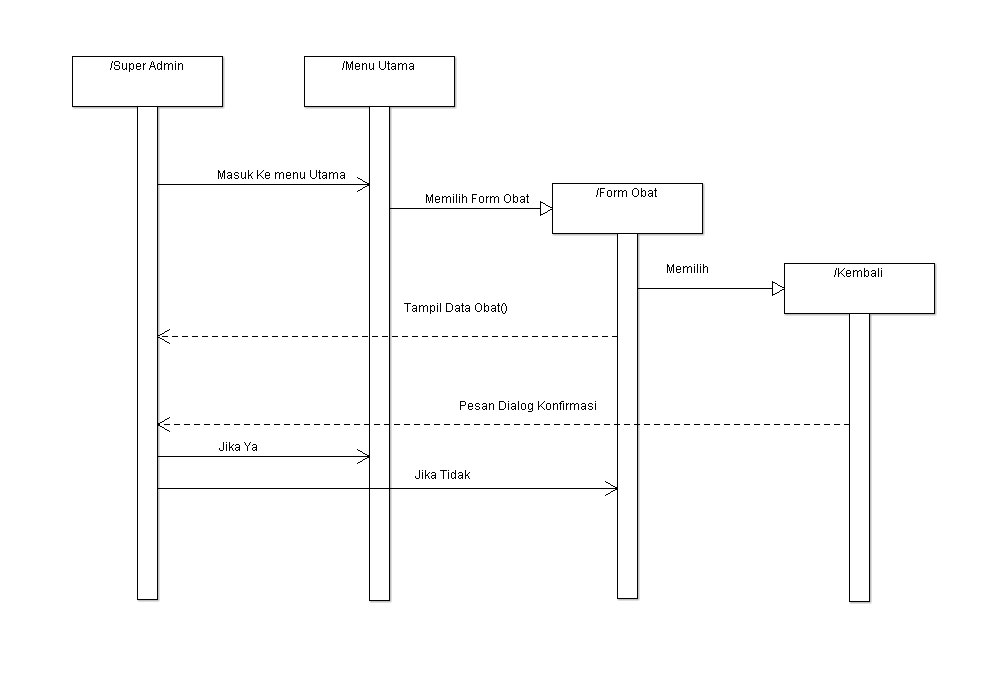 /Super Admin
/Menu Utama
Masuk Ke menu Utama
Memilih Form Obat
/Form Obat
Memilih
/Kembali
Tampil Data Obat()
Pesan Dialog Konfirmasi
Jika Ya
Jika Tidak